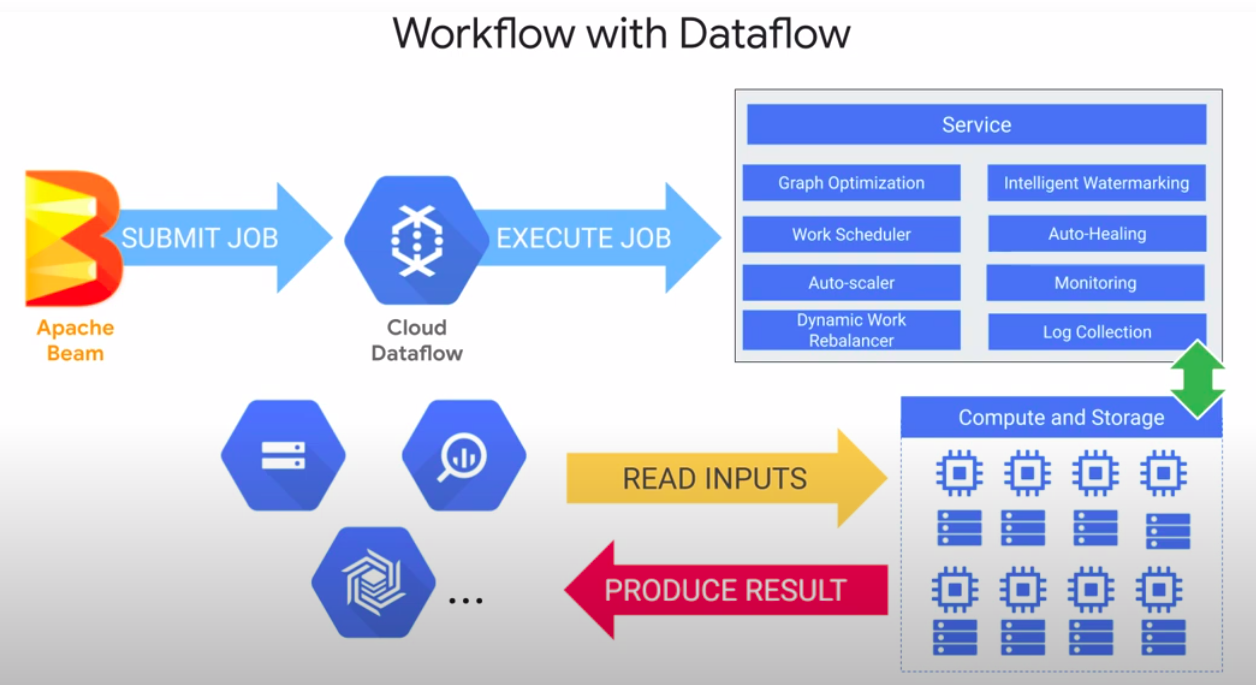 Workflow with Dataflow
SUBMIT JOB
EXECUTE JOB
Apache
Beam
Cloud
Dataflow
Service
Graph Optimization
Intelligent Watermarking
Work Scheduler
Auto-Healing
Auto-scaler
Monitoring
Dynamic Work
Rebalancer
Log Collection
Compute and Storage
READ INPUTS
PRODUCE RESULT
...